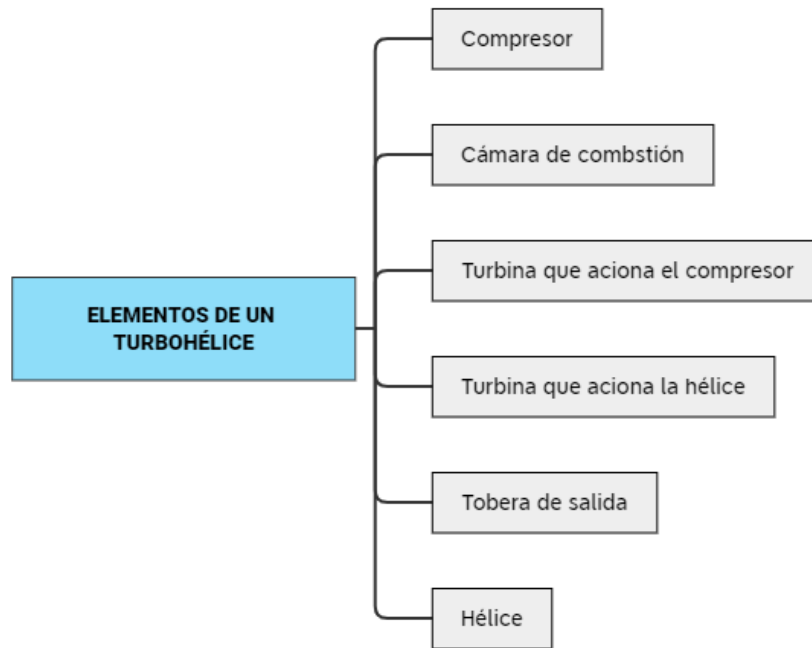 Compresor
Cámara de combstión
Turbina que aciona el compresor
ELEMENTOS DE UN
TURBOHÉLICE
Turbina que aciona la hélice
Tobera de salida
Hélice